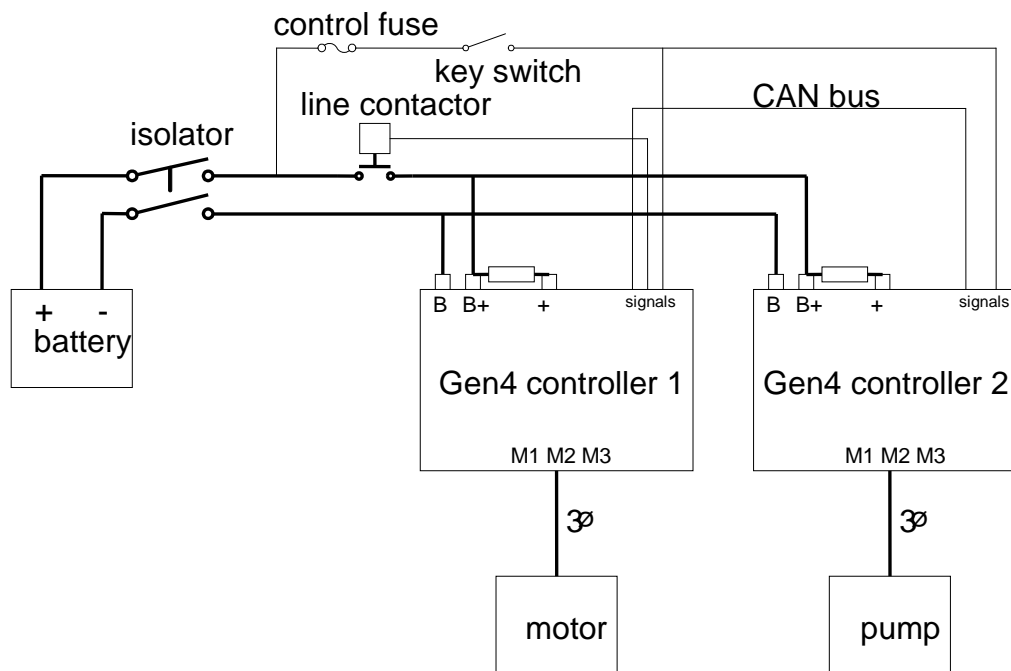 control fuse
key switch
line contactor
CAN bus
isolator
+ -
battery
B B+ + signals
B B+ + signals
Gen4 controller 1
Gen4 controller 2
M1 M2 M3
M1 M2 M3
3ø
3ø
motor
pump